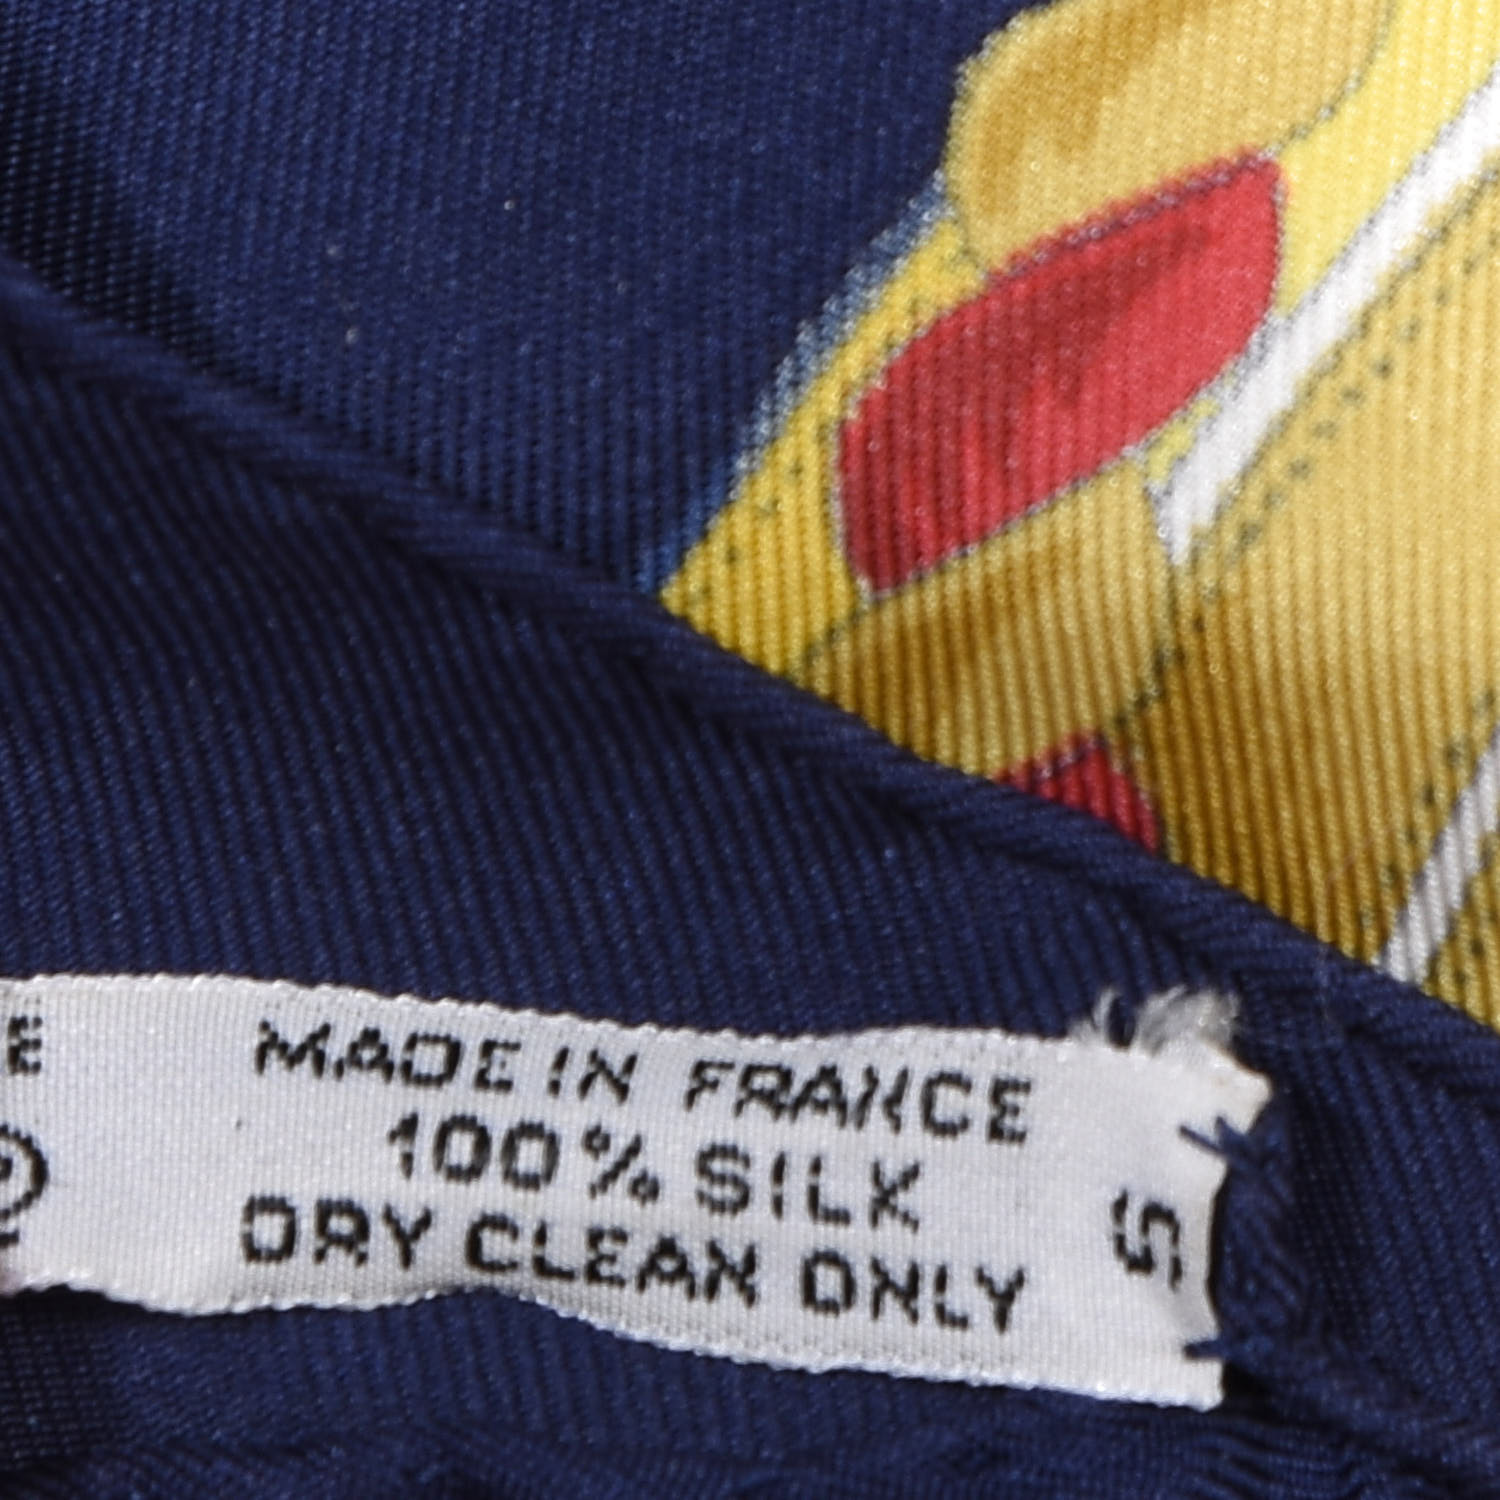 E
MADE IN FRANCE
100% SILK
DRY CLEAN ONLY
S